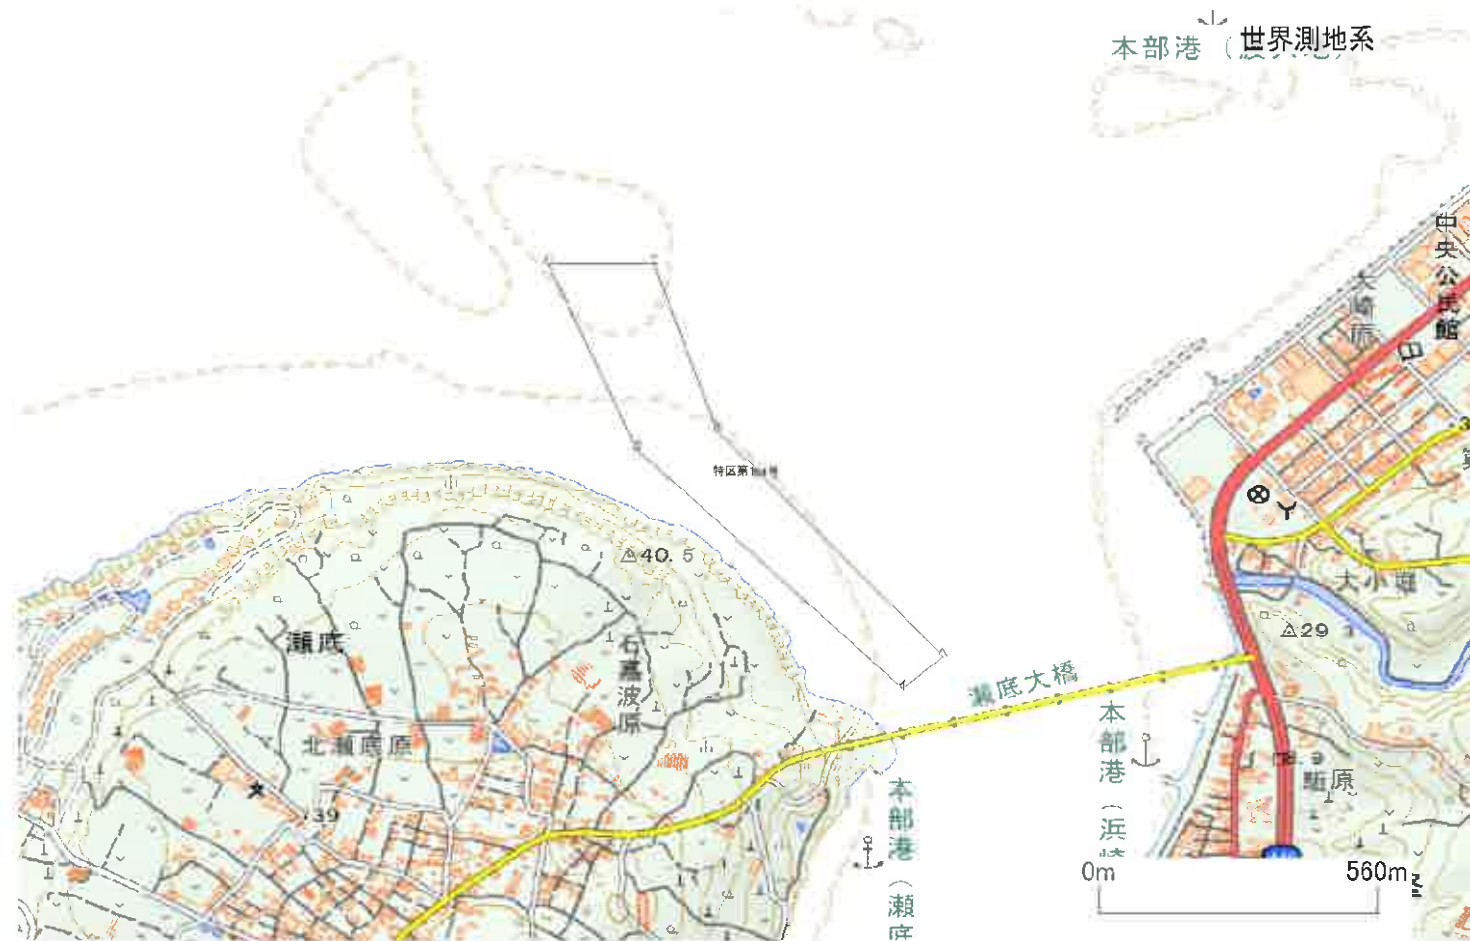 世界測地系
本部港
中央公民館
大崎原
特区第
40.5
瀬底
石嘉波原
大小堀
29
瀬底大橋
北瀬底原
39
本部港（瀬底
本部港（浜崎
原
0m
560m